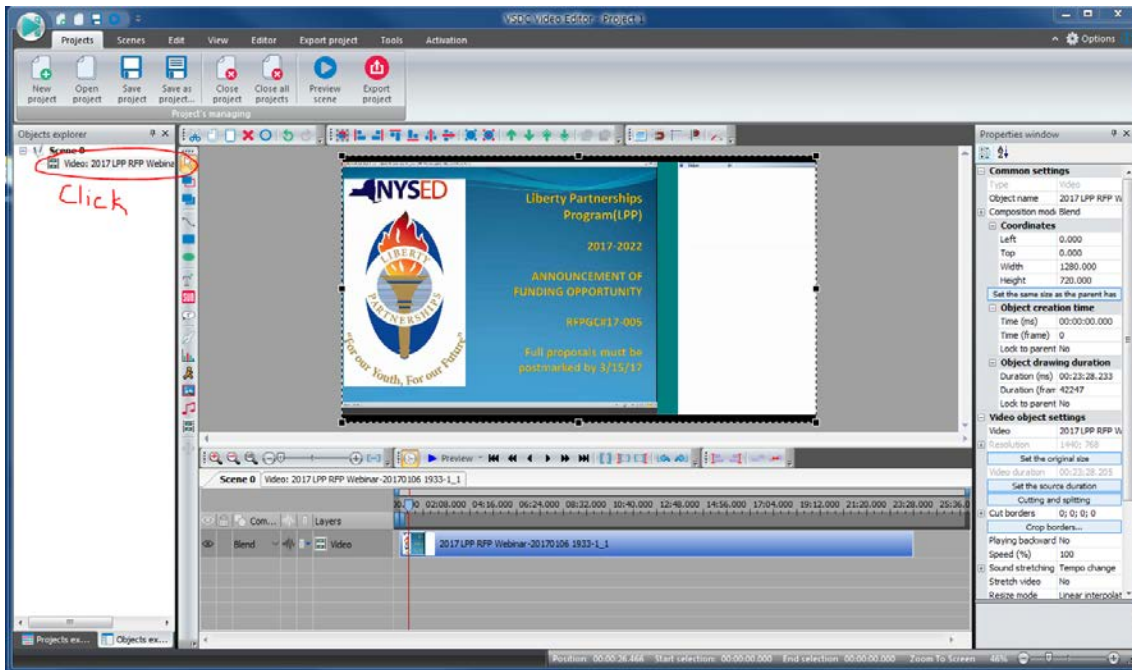 VSDC Video Editor - Project 1
Projects Scenes Edit View Editor Export project Tools Activation
Options
New project
Open project
Save project
Save as project...
Close project
Close all projects
Preview scene
Export project
Project's managing
Objects explorer
Scene 0
Video: 2017 LPP RFP Webina
Click
NYSED
LIBERTY
PARTNERSHIPS
"For our Youth, For our Future"
Liberty Partnerships
Program(LPP)
2017-2022
ANNOUNCEMENT OF
FUNDING OPPORTUNITY
RFPGC#17-005
Full proposals must be
postmarked by 3/15/17
Properties window
Common settings
Type Video
Object name 2017 LPP RFP W
Composition mod Blend
Coordinates
Left 0.000
Top 0.000
Width 1280.000
Height 720.000
Set the same size as the parent has
Object creation time
Time (ms) 00:00:00.000
Time (frame) 0
Lock to parent No
Object drawing duration
Duration (ms) 00:23:28.233
Duration (fram 42247
Lock to parent No
Video object settings
Video 2017 LPP RFP W
Resolution 1440; 768
Set the original size
Video duration 00:23:28.205
Set the source duration
Cutting and splitting
Cut borders 0; 0; 0; 0
Crop borders...
Playing backward No
Speed (%) 100
Sound stretching Tempo change
Stretch video No
Resize mode Linear interpolat
Preview
Scene 0 Video: 2017 LPP RFP Webinar-20170106 1933-1_1
02:08.000 04:16.000 06:24.000 08:32.000 10:40.000 12:48.000 14:56.000 17:04.000 19:12.000 21:20.000 23:28.000 25:36.0
Com... Layers
Blend Video 2017 LPP RFP Webinar-20170106 1933-1_1
Projects ex... Objects ex...
Position: 00:00:26.466 Start selection: 00:00:00.000 End selection: 00:00:00.000 Zoom To Screen 46%